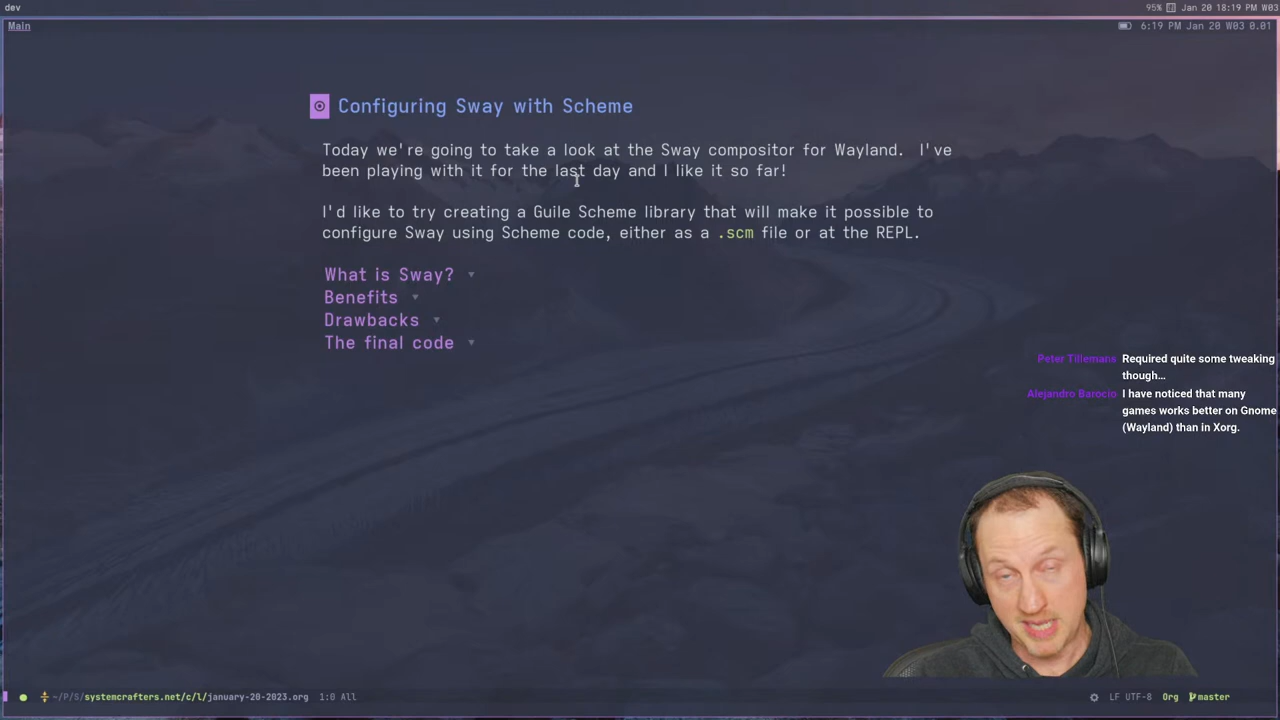 dev
95% Jan 20 18:19 PM W03
Main
6:19 PM Jan 20 W03 0.01
Configuring Sway with Scheme
Today we're going to take a look at the Sway compositor for Wayland. I've
been playing with it for the last day and I like it so far!
I'd like to try creating a Guile Scheme library that will make it possible to
configure Sway using Scheme code, either as a .scm file or at the REPL.
What is Sway? ▾
Benefits ▾
Drawbacks ▾
The final code ▾
Peter Tillemans Required quite some tweaking
though...
Alejandro Barocio I have noticed that many
games works better on Gnome
(Wayland) than in Xorg.
~/P/S/systemcrafters.net/c/l/january-20-2023.org 1:0 All
LF UTF-8 Org master